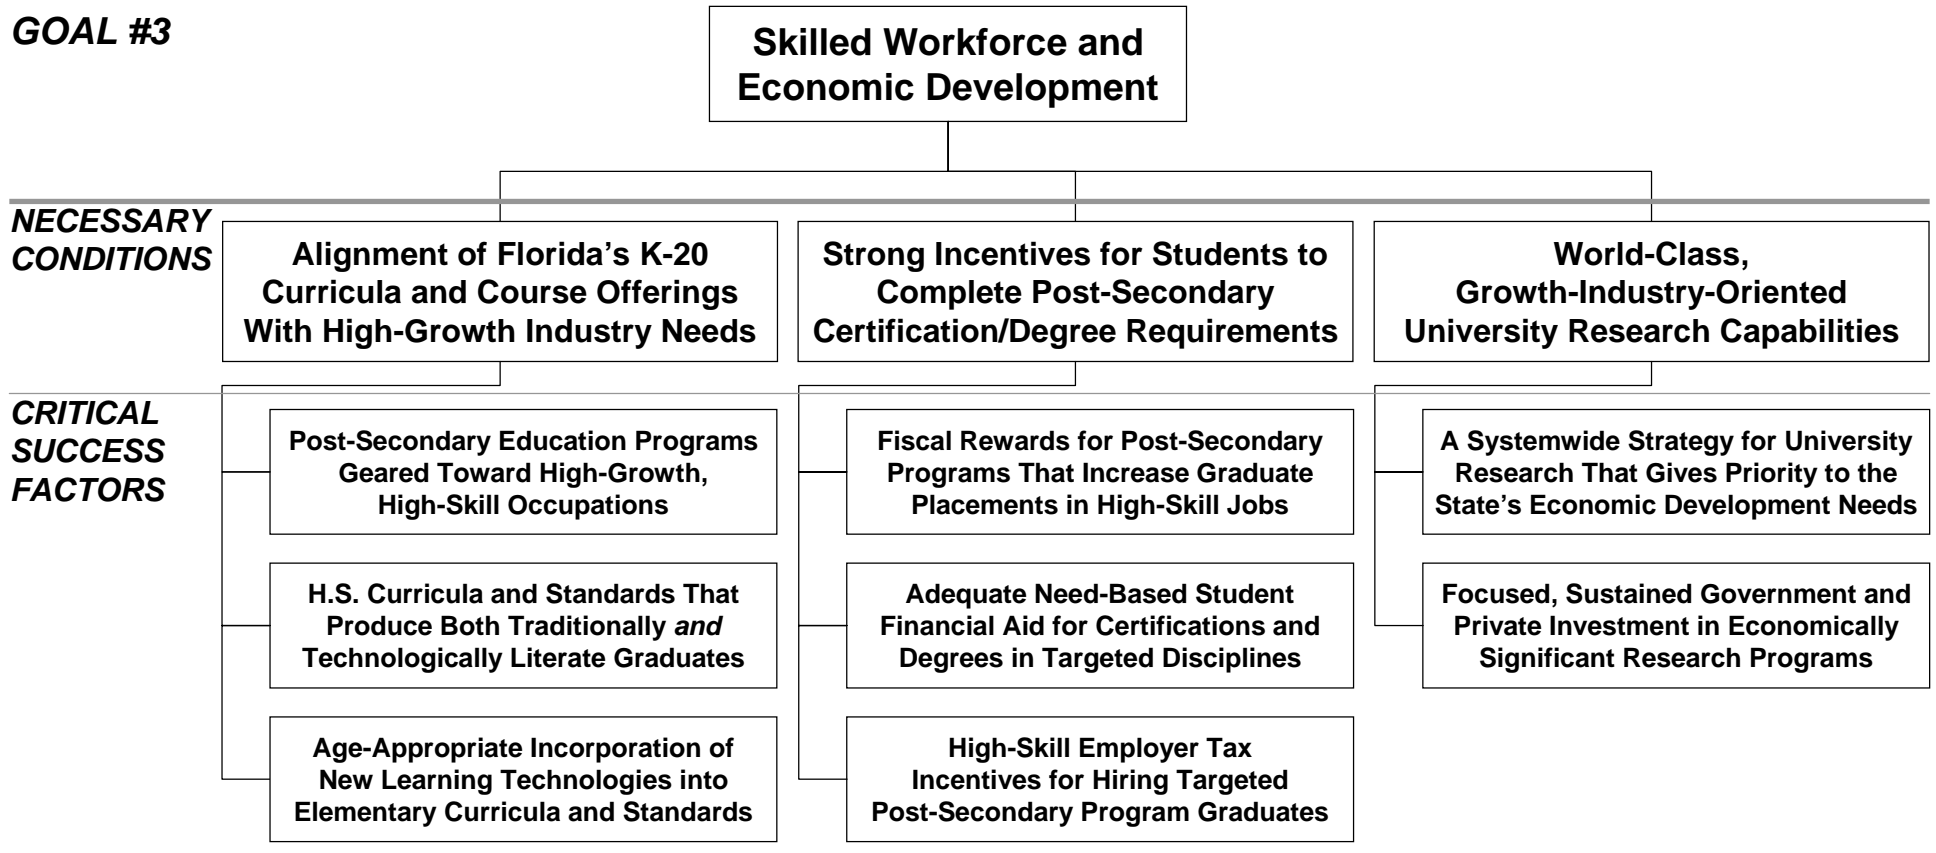 GOAL #3
Skilled Workforce and
Economic Development
NECESSARY
CONDITIONS
Alignment of Florida’s K-20
Curricula and Course Offerings
With High-Growth Industry Needs
Strong Incentives for Students to
Complete Post-Secondary
Certification/Degree Requirements
World-Class,
Growth-Industry-Oriented
University Research Capabilities
CRITICAL
SUCCESS
FACTORS
Post-Secondary Education Programs
Geared Toward High-Growth,
High-Skill Occupations
H.S. Curricula and Standards That
Produce Both Traditionally and
Technologically Literate Graduates
Age-Appropriate Incorporation of
New Learning Technologies into
Elementary Curricula and Standards
Fiscal Rewards for Post-Secondary
Programs That Increase Graduate
Placements in High-Skill Jobs
Adequate Need-Based Student
Financial Aid for Certifications and
Degrees in Targeted Disciplines
High-Skill Employer Tax
Incentives for Hiring Targeted
Post-Secondary Program Graduates
A Systemwide Strategy for University
Research That Gives Priority to the
State’s Economic Development Needs
Focused, Sustained Government and
Private Investment in Economically
Significant Research Programs